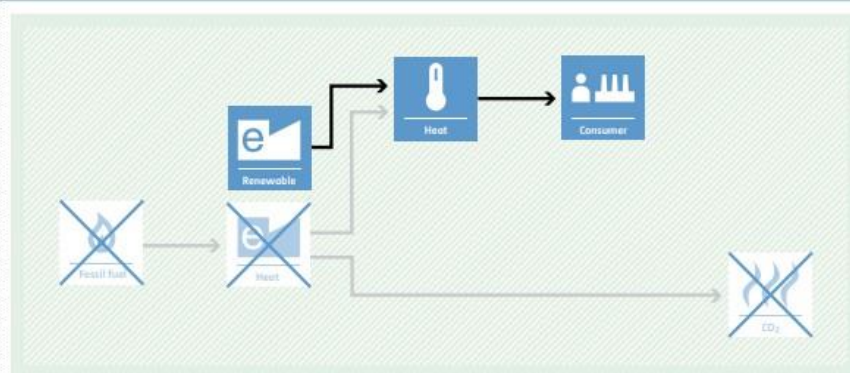 Heat
Consumer
e
Renewable
e
Fossil fuel
Heat
CO₂